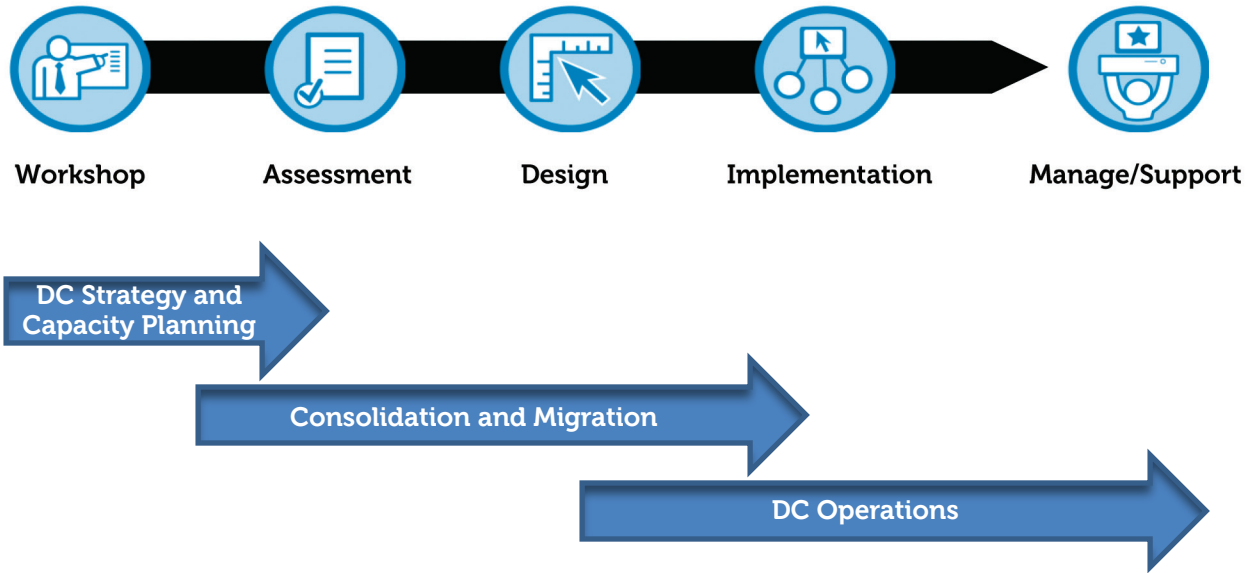 Workshop
Assessment
Design
Implementation
Manage/Support
DC Strategy and
Capacity Planning
Consolidation and Migration
DC Operations